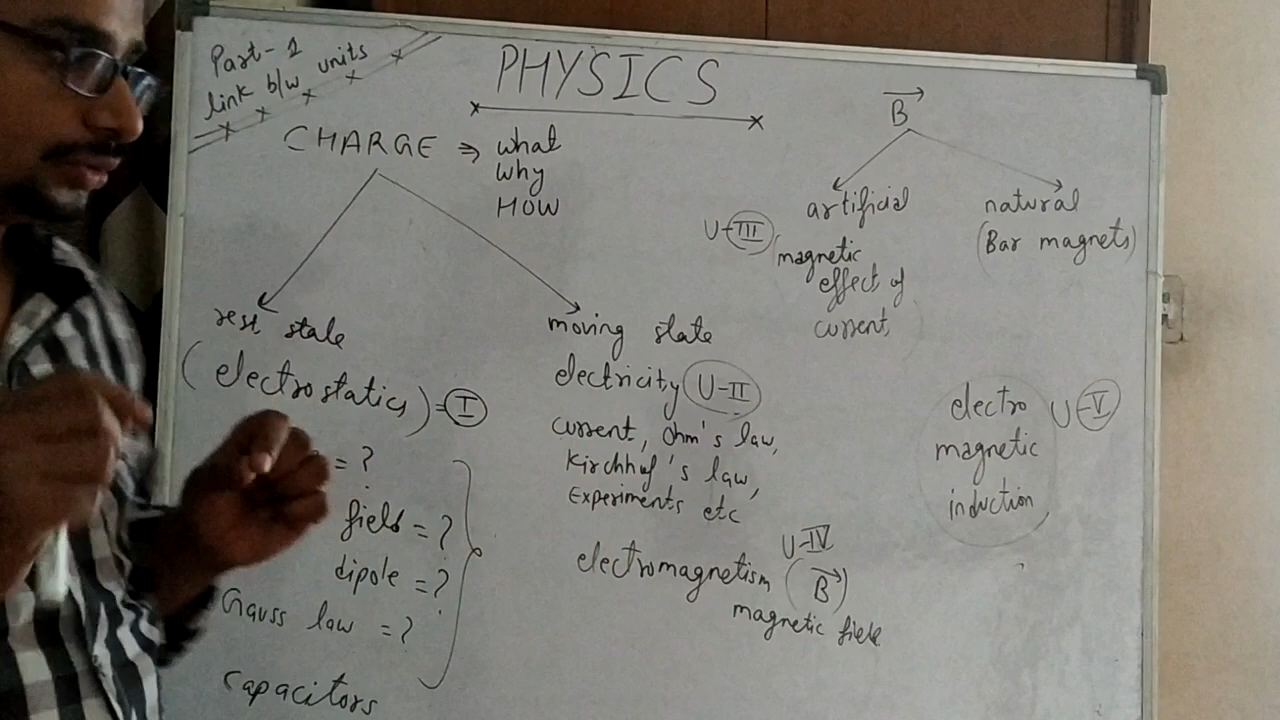 Part-1
link b/w units
PHYSICS
CHARGE ⇒ what
why
HOW
rest state
(electrostatics) = I
= ?
field = ?
dipole = ?
Gauss law = ?
Capacitors
moving state
electricity U-II
current, Ohm's law,
Kirchhof's law,
Experiments etc
U-IV
electromagnetism (B→)
magnetic field
B→
artificial
U-III (magnetic
effect of
current,
natural
(Bar magnets)
electro U-V
magnetic
induction